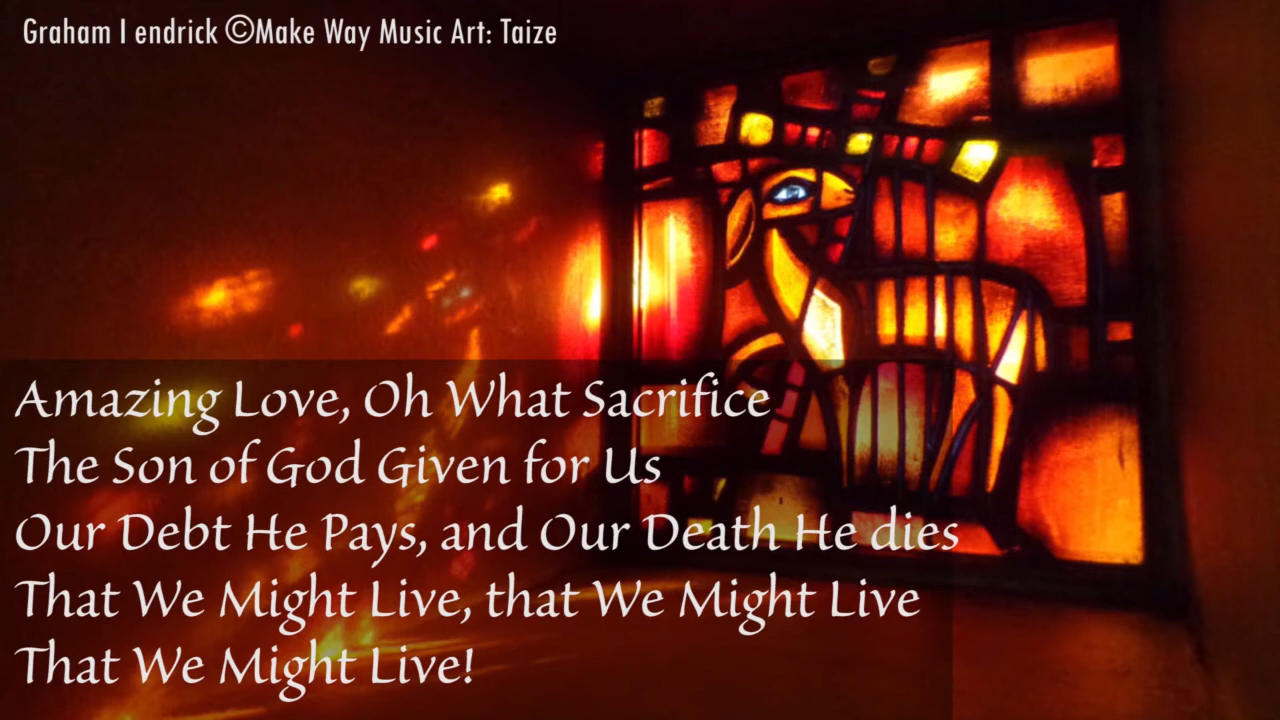 Graham I endrick ©Make Way Music Art: Taize
Amazing Love, Oh What Sacrifice
The Son of God Given for Us
Our Debt He Pays, and Our Death He dies
That We Might Live, that We Might Live
That We Might Live!